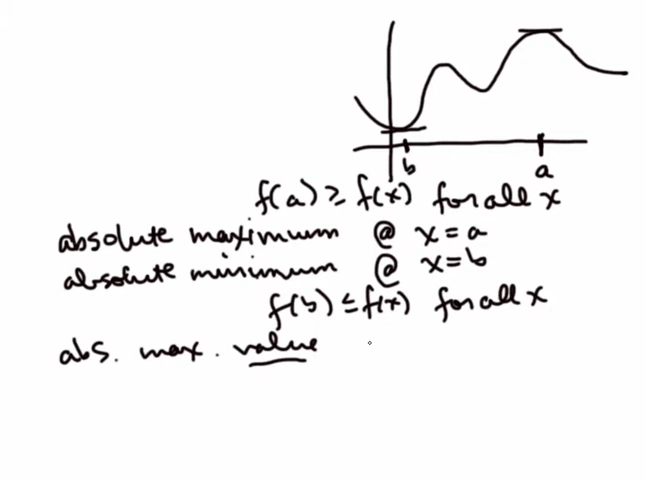 b
a
f(a) ≥ f(x) for all x
absolute maximum @ x = a
absolute minimum @ x = b
f(b) ≤ f(x) for all x
abs. max. value